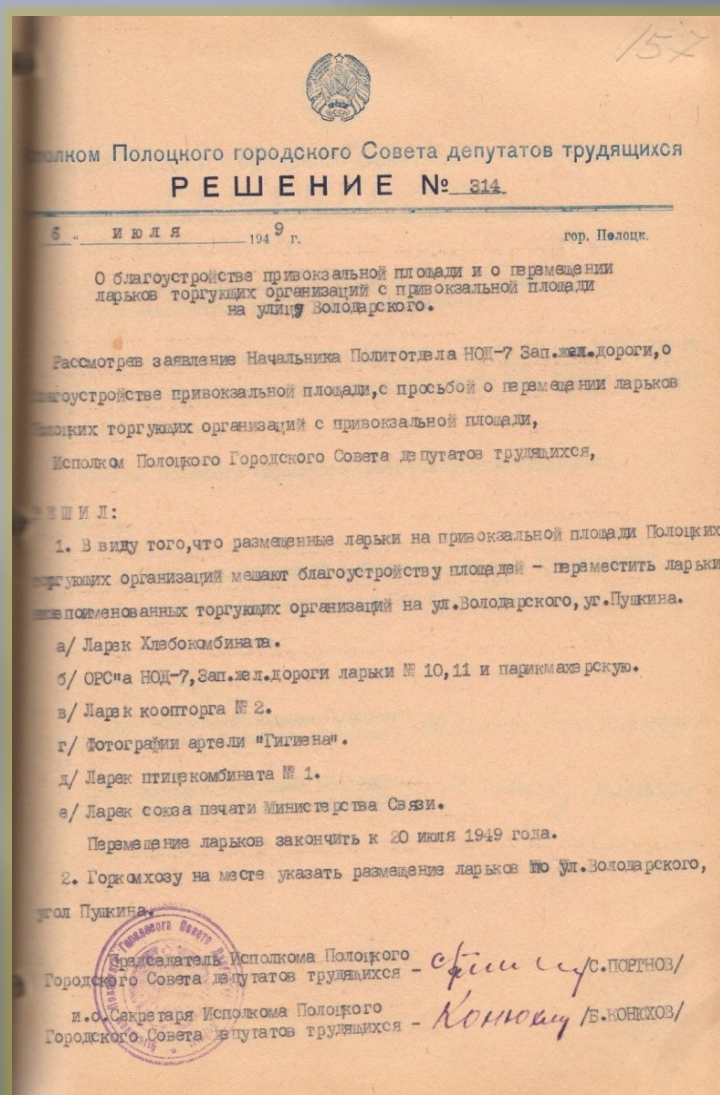 157
БССР
Исполком Полоцкого городского Совета депутатов трудящихся
РЕШЕНИЕ № 314
6 " июля 1949 г. гор. Полоцк.
О благоустройстве привокзальной площади и о перемещении
ларьков торгующих организаций с привокзальной площади
на улицу Володарского.
Рассмотрев заявление Начальника Политотдела НОД-7 Зап.жел.дороги,о
благоустройстве привокзальной площади,с просьбой о перемещении ларьков
Полоцких торгующих организаций с привокзальной площади,
Исполком Полоцкого Городского Совета депутатов трудящихся,
РЕШИЛ:
1. В виду того,что размещенные ларьки на привокзальной площади Полоцких
торгующих организаций мешают благоустройству площадей - переместить ларьки
нижепоименованных торгующих организаций на ул.Володарского,уг.Пушкина.
а/ Ларек Хлебокомбината.
б/ ОРС"а НОД-7,Зап.жел.дороги ларьки № 10,11 и парикмахерскую.
в/ Ларек коопторга № 2.
г/ Фотографии артели "Гигиена".
д/ Ларек птицекомбината № 1.
е/ Ларек союза печати Министерства Связи.
Перемещение ларьков закончить к 20 июля 1949 года.
2. Горкомхозу на месте указать размещение ларьков по ул.Володарского,
угол Пушкина.
Председатель Исполкома Полоцкого
Городского Совета депутатов трудящихся - /С.ПОРТНОВ/
и.о.Секретаря Исполкома Полоцкого
Городского Совета депутатов трудящихся - Конюхов /Б.КОНЮХОВ/